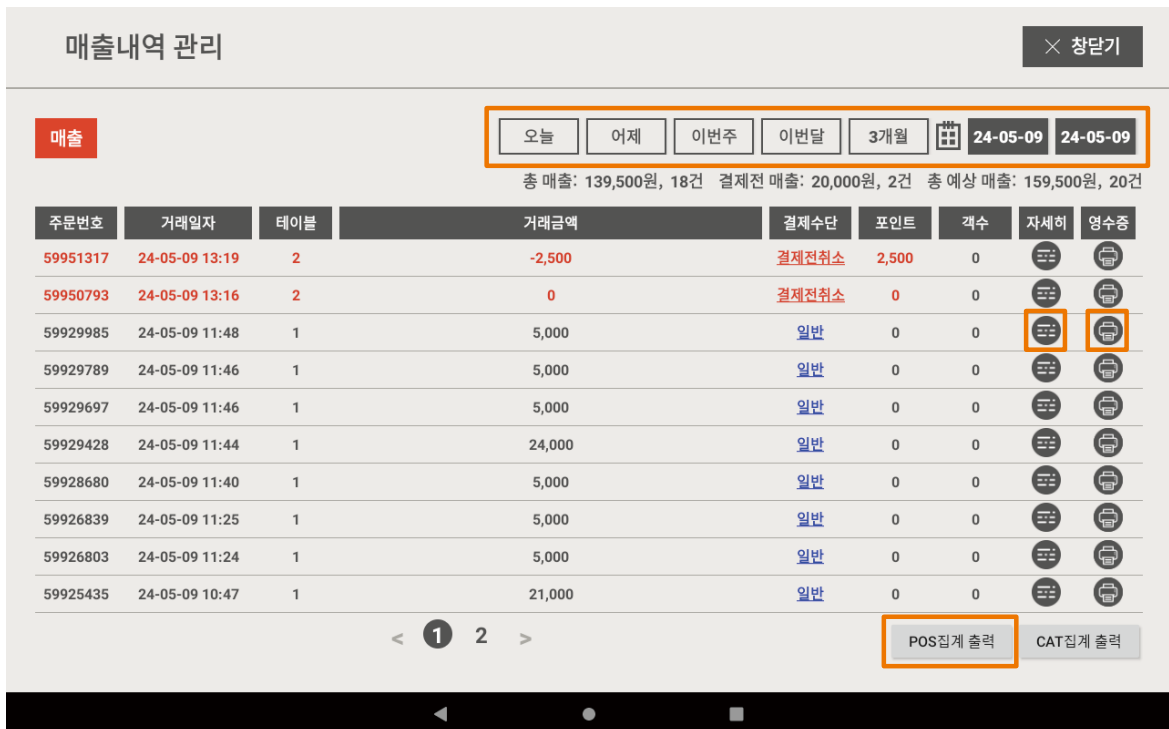 매출내역 관리
창닫기
매출
오늘 어제 이번주 이번달 3개월 24-05-09 24-05-09
총 매출: 139,500원, 18건 결제전 매출: 20,000원, 2건 총 예상 매출: 159,500원, 20건
주문번호 거래일자 테이블 거래금액 결제수단 포인트 객수 자세히 영수증
59951317 24-05-09 13:19 2 -2,500 결제전취소 2,500 0
59950793 24-05-09 13:16 2 0 결제전취소 0 0
59929985 24-05-09 11:48 1 5,000 일반 0 0
59929789 24-05-09 11:46 1 5,000 일반 0 0
59929697 24-05-09 11:46 1 5,000 일반 0 0
59929428 24-05-09 11:44 1 24,000 일반 0 0
59928680 24-05-09 11:40 1 5,000 일반 0 0
59926839 24-05-09 11:25 1 5,000 일반 0 0
59926803 24-05-09 11:24 1 5,000 일반 0 0
59925435 24-05-09 10:47 1 21,000 일반 0 0
< 1 2 >
POS집계 출력 CAT집계 출력